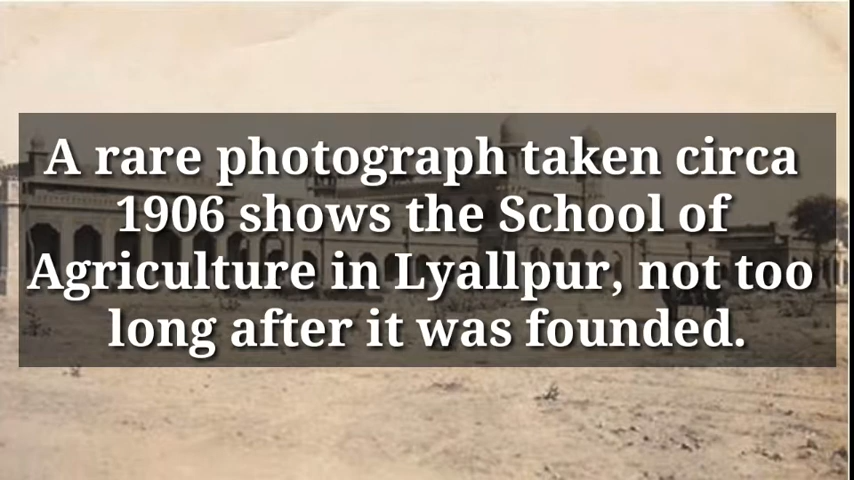 A rare photograph taken circa
1906 shows the School of
Agriculture in Lyallpur, not too
long after it was founded.